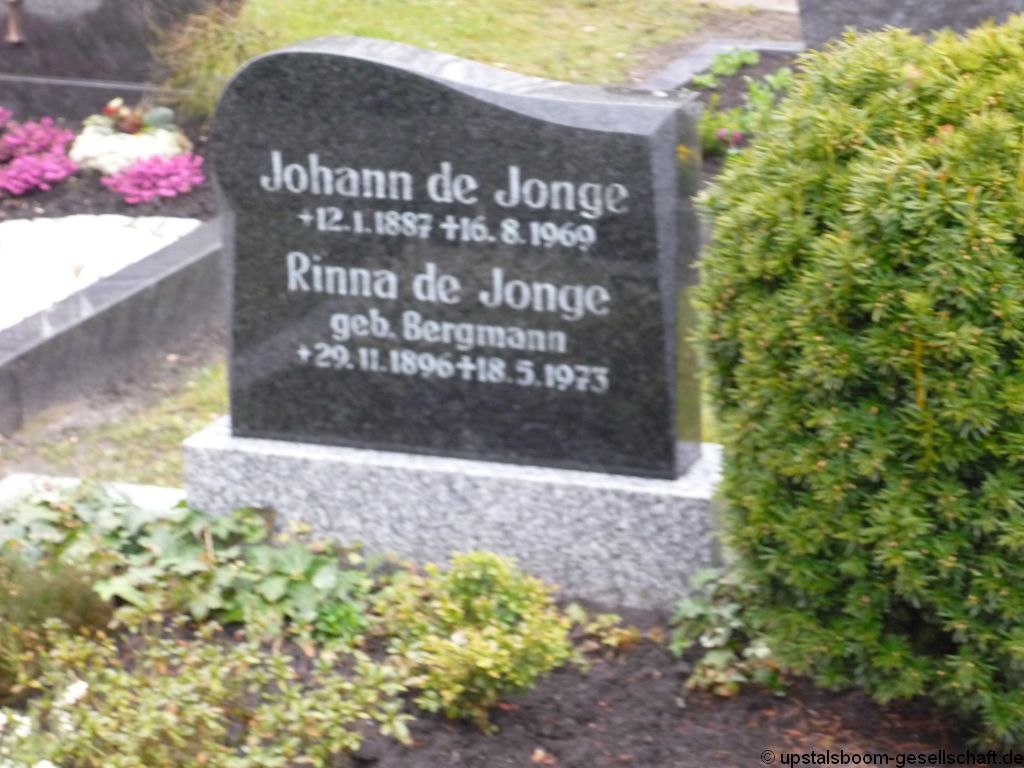 Johann de Jonge
*12.1.1887 †16.8.1969
Rinna de Jonge
geb. Bergmann
*29.11.1896 †18.5.1973
© upstalsboom-gesellschaft.de